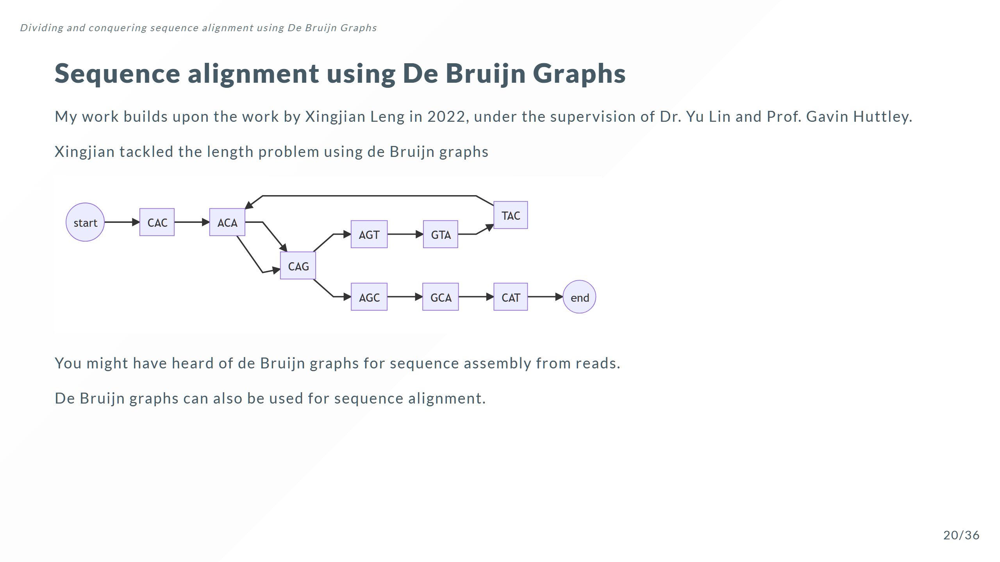 Dividing and conquering sequence alignment using De Bruijn Graphs
Sequence alignment using De Bruijn Graphs
My work builds upon the work by Xingjian Leng in 2022, under the supervision of Dr. Yu Lin and Prof. Gavin Huttley.
Xingjian tackled the length problem using de Bruijn graphs
start
CAC
ACA
CAG
AGT
GTA
TAC
AGC
GCA
CAT
end
You might have heard of de Bruijn graphs for sequence assembly from reads.
De Bruijn graphs can also be used for sequence alignment.
20/36